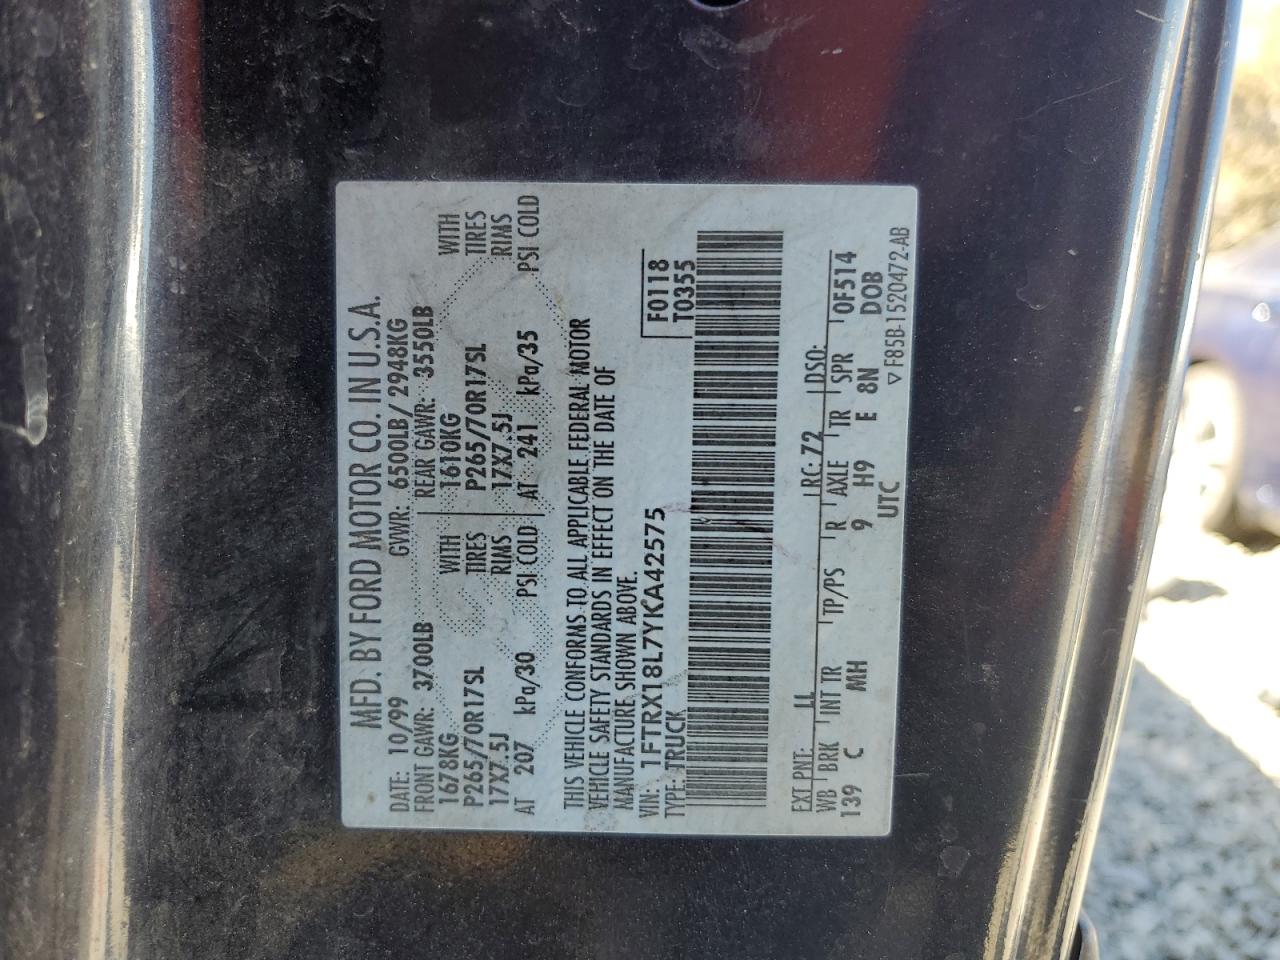 MFD. BY FORD MOTOR CO. IN U.S.A.
DATE: 10/99 GVWR: 6500LB/ 2948KG
FRONT GAWR: 3700LB REAR GAWR: 3550LB
1678KG WITH 1610KG WITH
P265/70R17SL TIRES P265/70R17SL TIRES
17X7.5J RIMS 17X7.5J RIMS
AT 207 kPa/30 PSI COLD AT 241 kPa/35 PSI COLD
THIS VEHICLE CONFORMS TO ALL APPLICABLE FEDERAL MOTOR
VEHICLE SAFETY STANDARDS IN EFFECT ON THE DATE OF
MANUFACTURE SHOWN ABOVE.
F0118
VIN: 1FTRX18L7YKA42575
TYPE: TRUCK T0355
EXT PNT: LL RC: 72 DSO:
WB BRK INT TR TP/PS R AXLE TR SPR 0F514
139 C MH 9 H9 E 8N DOB
UTC ▽F85B-1520472-AB